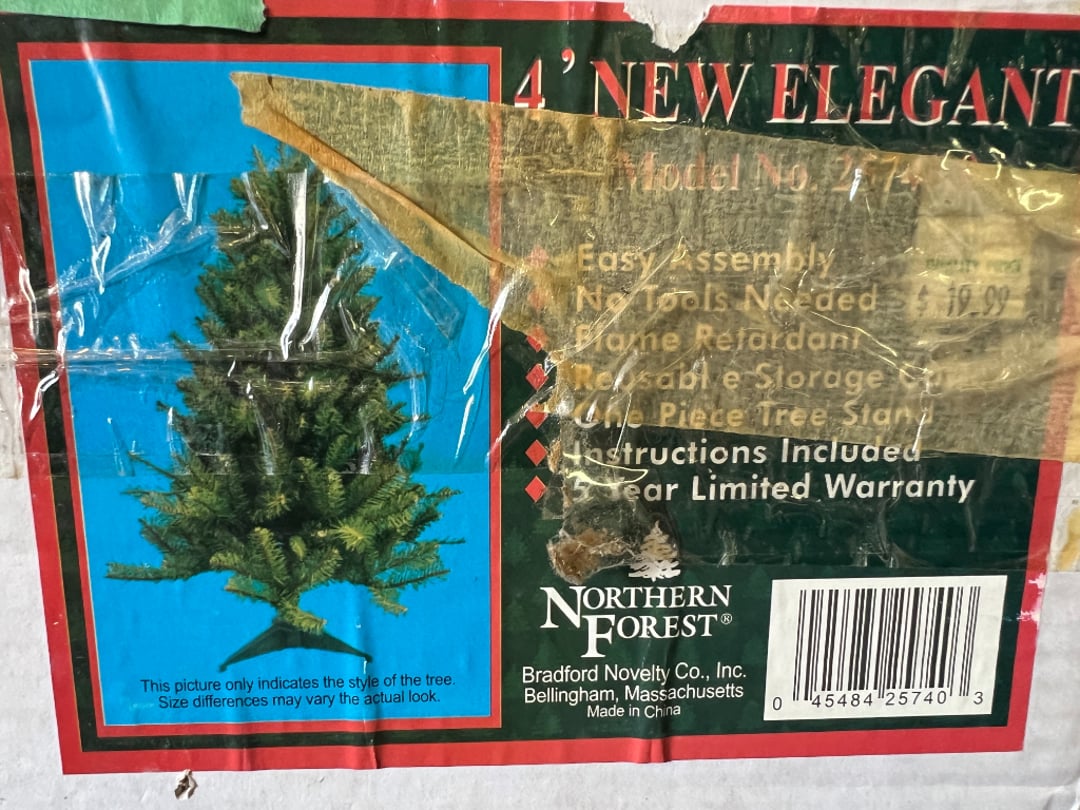 4' NEW ELEGANT
Model No. 2574
Easy Assembly
$ 19.99
No Tools Needed
Flame Retardant
Reusabl e Storage
One Piece Tree Stand
Instructions Included
5 Year Limited Warranty
NORTHERN
FOREST®
Bradford Novelty Co., Inc.
Bellingham, Massachusetts
Made in China
0 45484 25740 3
This picture only indicates the style of the tree.
Size differences may vary the actual look.